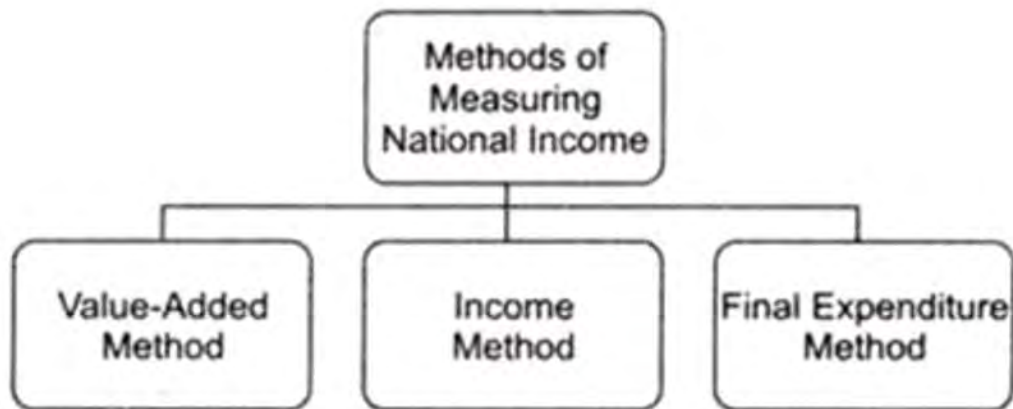 Methods of
Measuring
National Income
Value-Added
Method
Income
Method
Final Expenditure
Method